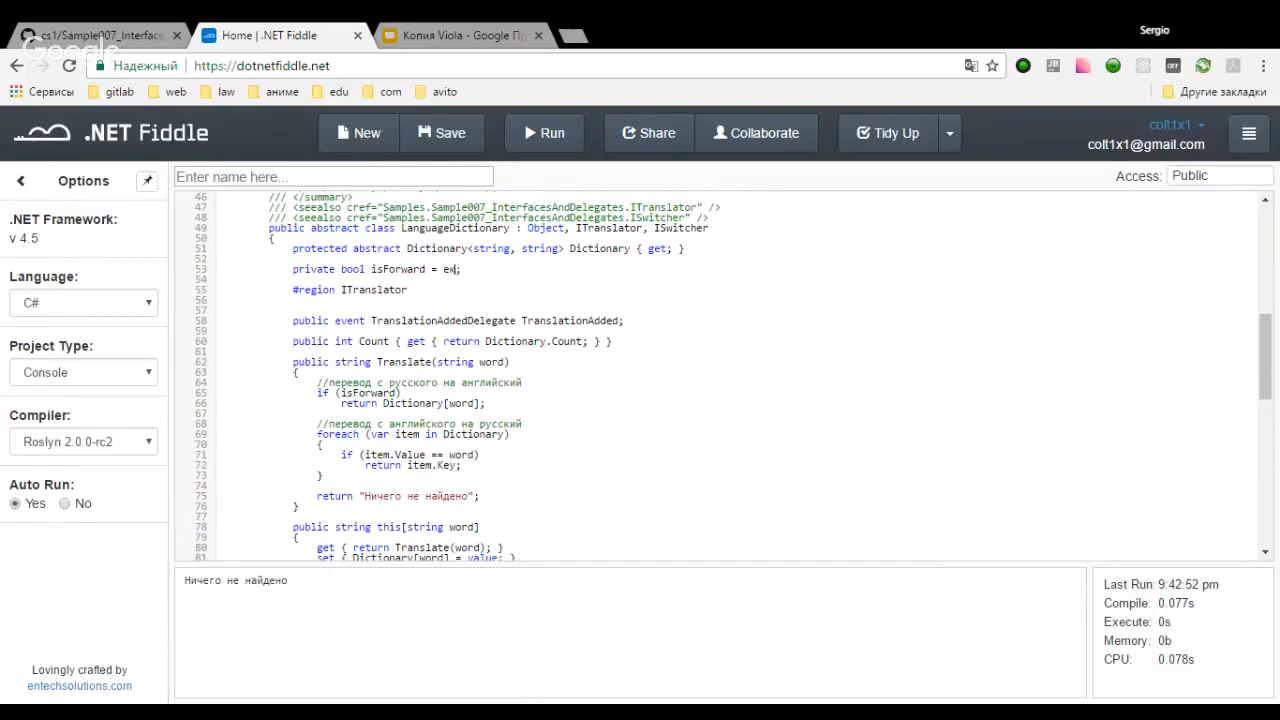 Sergio
cs1/Sample007_Interface
Home | .NET Fiddle
Копия Viola - Google Пр
Google
Надежный
https://dotnetfiddle.net
Сервисы
gitlab
web
law
аниме
edu
com
avito
Другие закладки
.NET Fiddle
New
Save
Run
Share
Collaborate
Tidy Up
colt1x1
colt1x1@gmail.com
Options
Enter name here...
Access:
Public
.NET Framework:
v 4.5
Language:
C#
Project Type:
Console
Compiler:
Roslyn 2.0.0-rc2
Auto Run:
Yes
No
Lovingly crafted by
entechsolutions.com
46 /// </summary>
47 /// <seealso cref="Samples.Sample007_InterfacesAndDelegates.ITranslator" />
48 /// <seealso cref="Samples.Sample007_InterfacesAndDelegates.ISwitcher" />
49 public abstract class LanguageDictionary : Object, ITranslator, ISwitcher
50 {
51 protected abstract Dictionary<string, string> Dictionary { get; }
52
53 private bool isForward = ex;
54
55 #region ITranslator
56
57
58 public event TranslationAddedDelegate TranslationAdded;
59
60 public int Count { get { return Dictionary.Count; } }
61
62 public string Translate(string word)
63 {
64 //перевод с русского на английский
65 if (isForward)
66 return Dictionary[word];
67
68 //перевод с английского на русский
69 foreach (var item in Dictionary)
70 {
71 if (item.Value == word)
72 return item.Key;
73 }
74
75 return "Ничего не найдено";
76 }
77
78 public string this[string word]
79 {
80 get { return Translate(word); }
81 set { Dictionary[word] = value; }
Ничего не найдено
Last Run: 9:42:52 pm
Compile: 0.077s
Execute: 0s
Memory: 0b
CPU: 0.078s